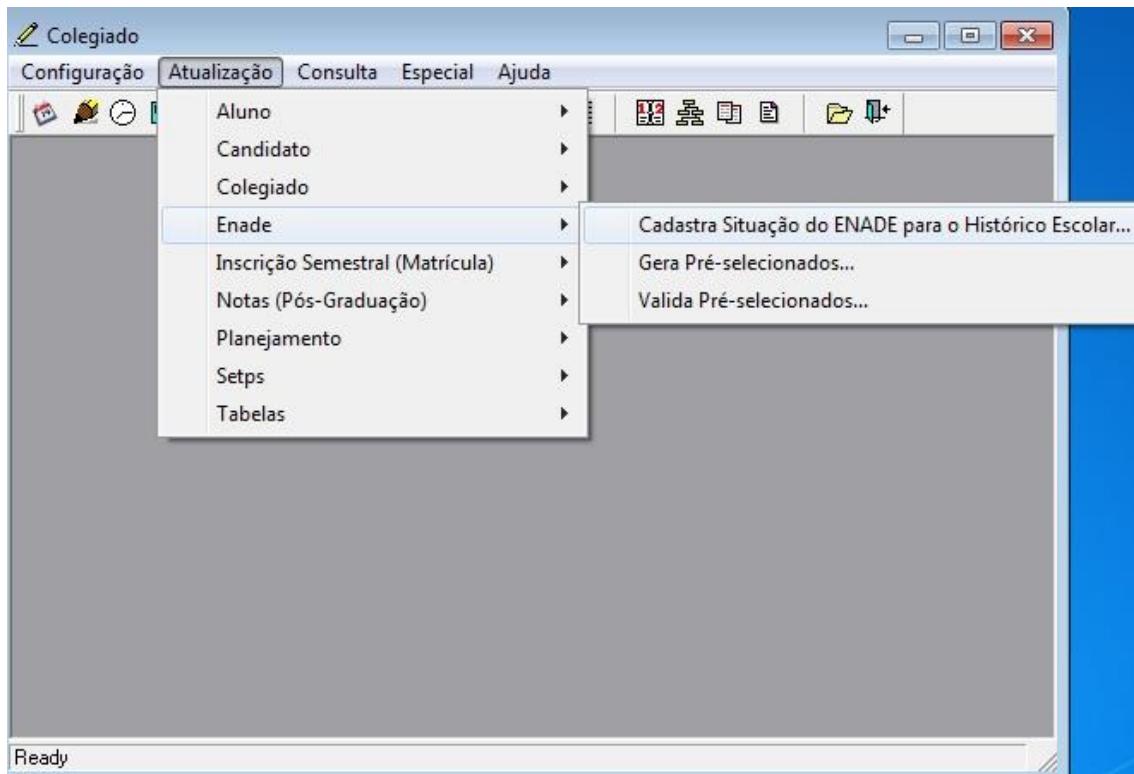 Colegiado
Configuração Atualização Consulta Especial Ajuda
Aluno
Candidato
Colegiado
Enade
Cadastra Situação do ENADE para o Histórico Escolar...
Inscrição Semestral (Matrícula)
Gera Pré-selecionados...
Notas (Pós-Graduação)
Valida Pré-selecionados...
Planejamento
Setps
Tabelas
Ready